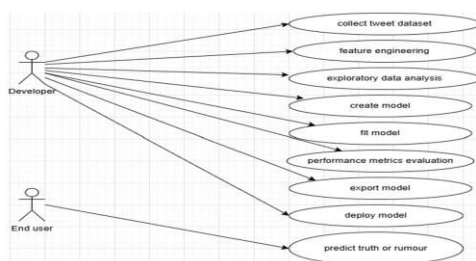 collect tweet dataset
feature engineering
exploratory data analysis
Developer
create model
fit model
performance metrics evaluation
export model
deploy model
End user
predict truth or rumour